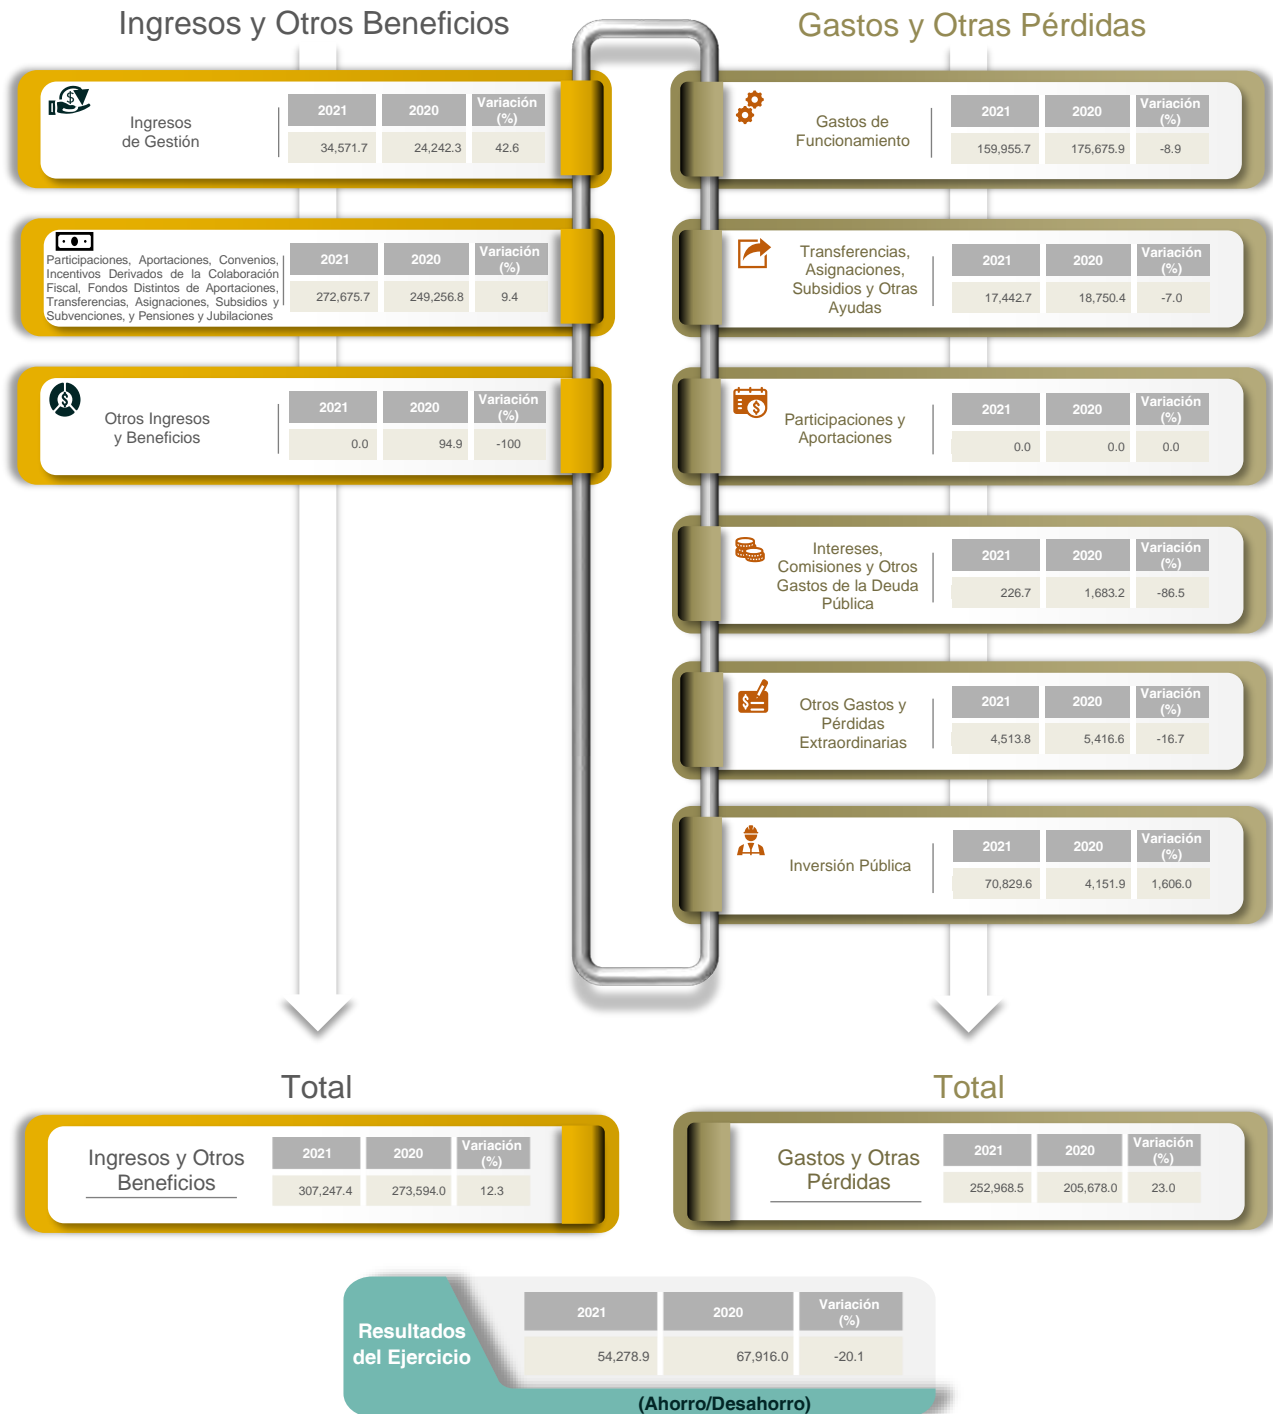 Ingresos y Otros Beneficios
Ingresos
de Gestión
2021 2020 Variación (%)
34,571.7 24,242.3 42.6
Participaciones, Aportaciones, Convenios,
Incentivos Derivados de la Colaboración
Fiscal, Fondos Distintos de Aportaciones,
Transferencias, Asignaciones, Subsidios y
Subvenciones, y Pensiones y Jubilaciones
2021 2020 Variación (%)
272,675.7 249,256.8 9.4
Otros Ingresos
y Beneficios
2021 2020 Variación (%)
0.0 94.9 -100
Gastos y Otras Pérdidas
Gastos de
Funcionamiento
2021 2020 Variación (%)
159,955.7 175,675.9 -8.9
Transferencias,
Asignaciones,
Subsidios y Otras
Ayudas
2021 2020 Variación (%)
17,442.7 18,750.4 -7.0
Participaciones y
Aportaciones
2021 2020 Variación (%)
0.0 0.0 0.0
Intereses,
Comisiones y Otros
Gastos de la Deuda
Pública
2021 2020 Variación (%)
226.7 1,683.2 -86.5
Otros Gastos y
Pérdidas
Extraordinarias
2021 2020 Variación (%)
4,513.8 5,416.6 -16.7
Inversión Pública
2021 2020 Variación (%)
70,829.6 4,151.9 1,606.0
Total
Ingresos y Otros
Beneficios
2021 2020 Variación (%)
307,247.4 273,594.0 12.3
Total
Gastos y Otras
Pérdidas
2021 2020 Variación (%)
252,968.5 205,678.0 23.0
Resultados
del Ejercicio
2021 2020 Variación (%)
54,278.9 67,916.0 -20.1
(Ahorro/Desahorro)